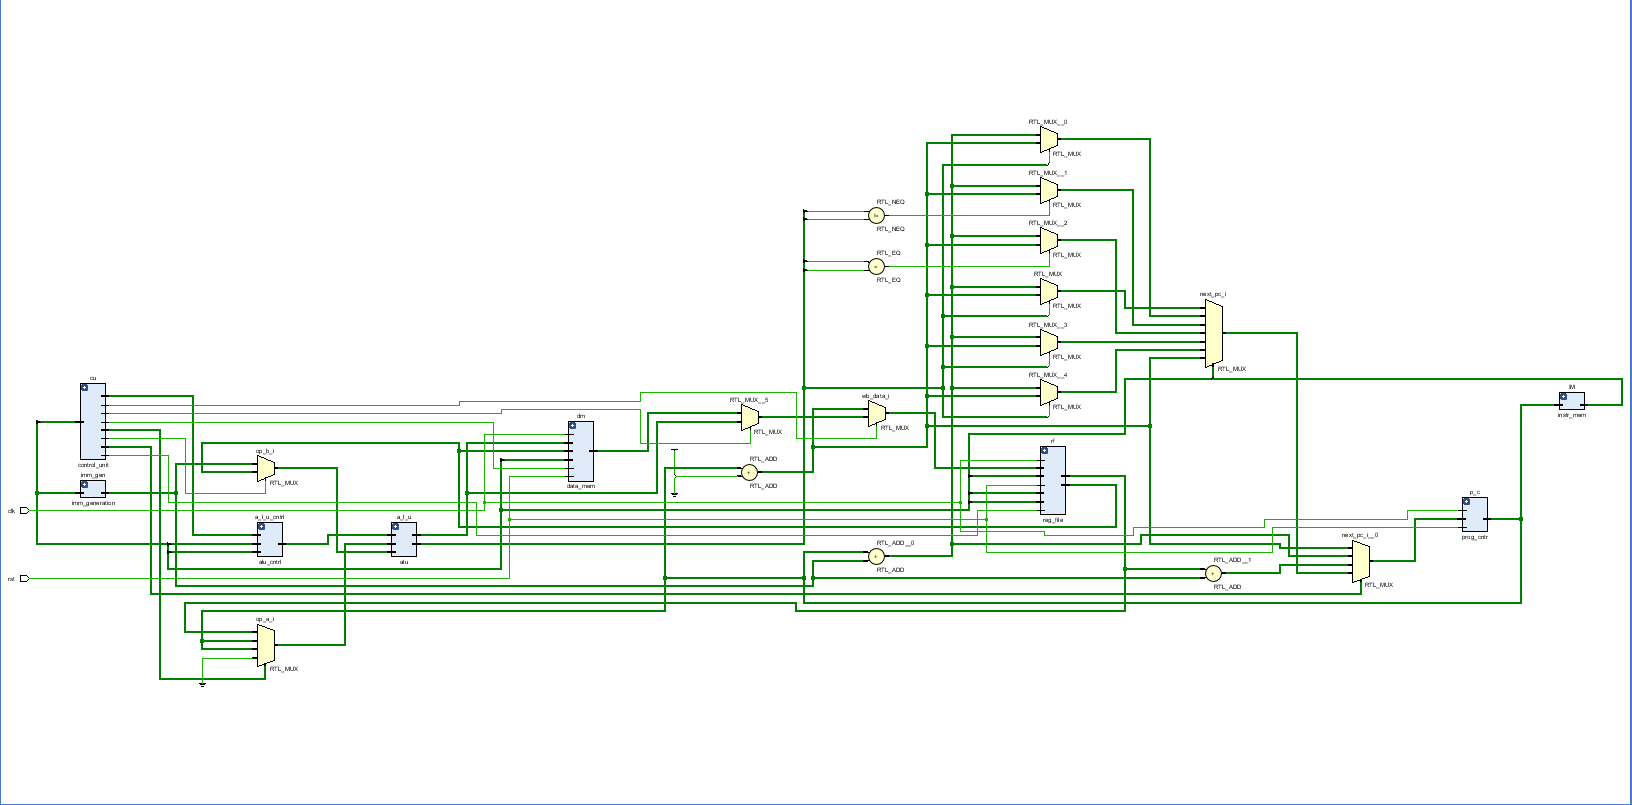 RTL_MUX__0
RTL_MUX
RTL_MUX__1
RTL_MUX
RTL_NEQ
RTL_NEQ
RTL_MUX__2
RTL_MUX
RTL_EQ
=
RTL_EQ
RTL_MUX
RTL_MUX
next_pc_i
RTL_MUX
RTL_MUX__3
RTL_MUX
RTL_MUX__4
RTL_MUX
cu
control_unit
imm_gen
imm_generation
op_b_i
RTL_MUX
dm
data_mem
RTL_MUX__5
RTL_MUX
wb_data_i
RTL_MUX
RTL_ADD
+
RTL_ADD
rf
reg_file
IM
instr_mem
p_c
prog_cntr
clk
a_l_u_cntrl
alu_cntrl
a_l_u
alu
RTL_ADD__0
+
RTL_ADD
next_pc_i__0
RTL_MUX
RTL_ADD__1
+
RTL_ADD
rst
op_a_i
RTL_MUX